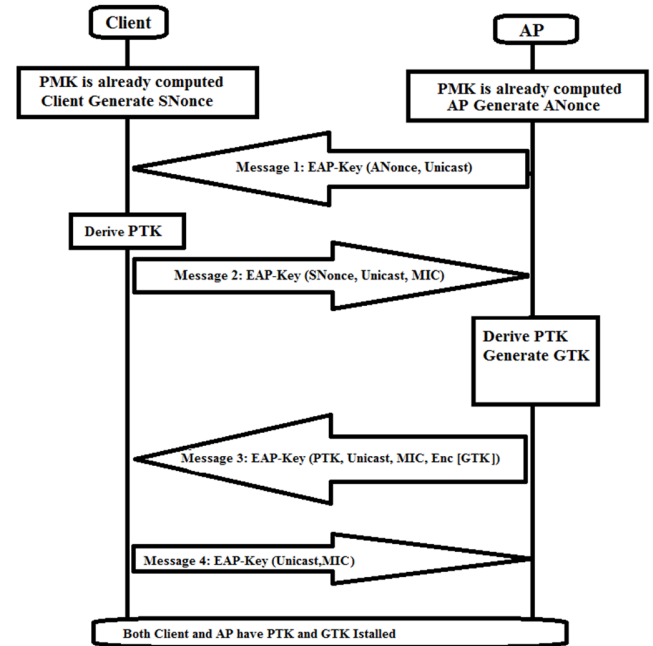 Client
AP
PMK is already computed
Client Generate SNonce
PMK is already computed
AP Generate ANonce
Message 1: EAP-Key (ANonce, Unicast)
Derive PTK
Message 2: EAP-Key (SNonce, Unicast, MIC)
Derive PTK
Generate GTK
Message 3: EAP-Key (PTK, Unicast, MIC, Enc [GTK])
Message 4: EAP-Key (Unicast,MIC)
Both Client and AP have PTK and GTK Istalled